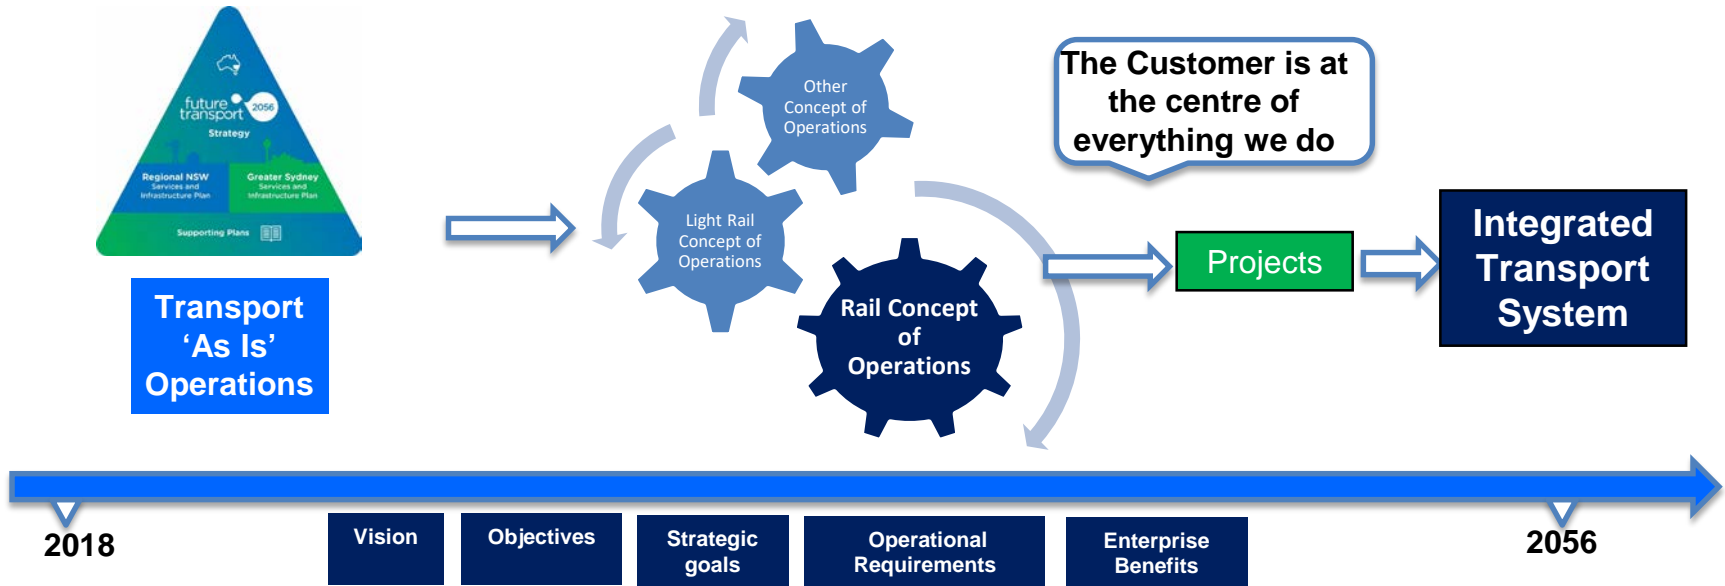 future
transport
2056
Strategy
Regional NSW
Services and
Infrastructure Plan
Greater Sydney
Services and
Infrastructure Plan
Supporting Plans
Transport
‘As Is’
Operations
Other
Concept of
Operations
Light Rail
Concept of
Operations
Rail Concept
of
Operations
The Customer is at
the centre of
everything we do
Projects
Integrated
Transport
System
2018
Vision
Objectives
Strategic
goals
Operational
Requirements
Enterprise
Benefits
2056